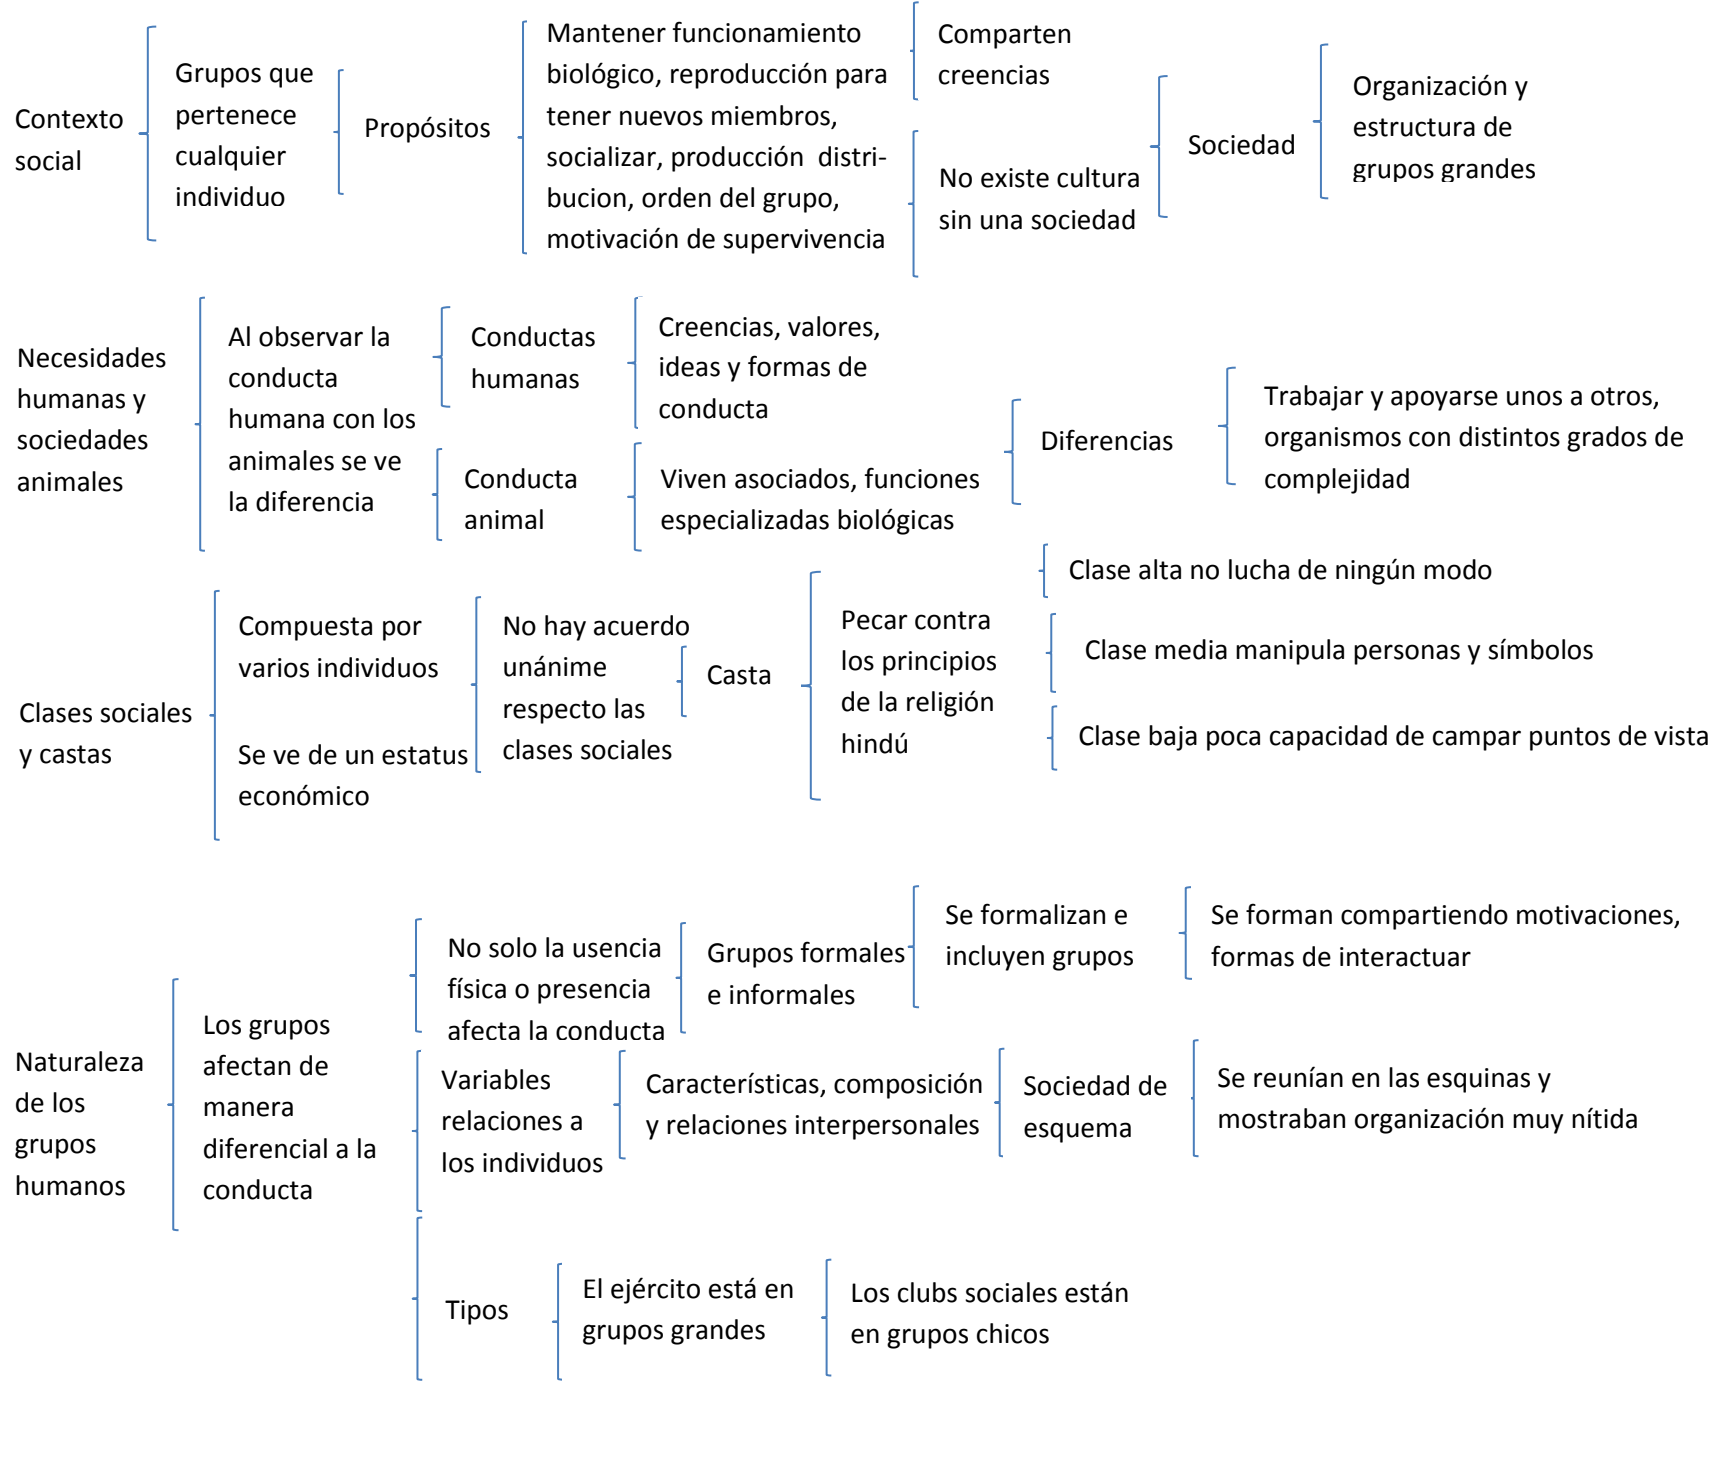 Contexto
social
Grupos que
pertenece
cualquier
individuo
Propósitos
Mantener funcionamiento
biológico, reproducción para
tener nuevos miembros,
socializar, producción distri-
bucion, orden del grupo,
motivación de supervivencia
Comparten
creencias
No existe cultura
sin una sociedad
Sociedad
Organización y
estructura de
grupos grandes
Necesidades
humanas y
sociedades
animales
Al observar la
conducta
humana con los
animales se ve
la diferencia
Conductas
humanas
Creencias, valores,
ideas y formas de
conducta
Conducta
animal
Viven asociados, funciones
especializadas biológicas
Diferencias
Trabajar y apoyarse unos a otros,
organismos con distintos grados de
complejidad
Clases sociales
y castas
Compuesta por
varios individuos
Se ve de un estatus
económico
No hay acuerdo
unánime
respecto las
clases sociales
Casta
Pecar contra
los principios
de la religión
hindú
Clase alta no lucha de ningún modo
Clase media manipula personas y símbolos
Clase baja poca capacidad de campar puntos de vista
Naturaleza
de los
grupos
humanos
Los grupos
afectan de
manera
diferencial a la
conducta
No solo la usencia
física o presencia
afecta la conducta
Grupos formales
e informales
Se formalizan e
incluyen grupos
Se forman compartiendo motivaciones,
formas de interactuar
Variables
relaciones a
los individuos
Características, composición
y relaciones interpersonales
Sociedad de
esquema
Se reunían en las esquinas y
mostraban organización muy nítida
Tipos
El ejército está en
grupos grandes
Los clubs sociales están
en grupos chicos